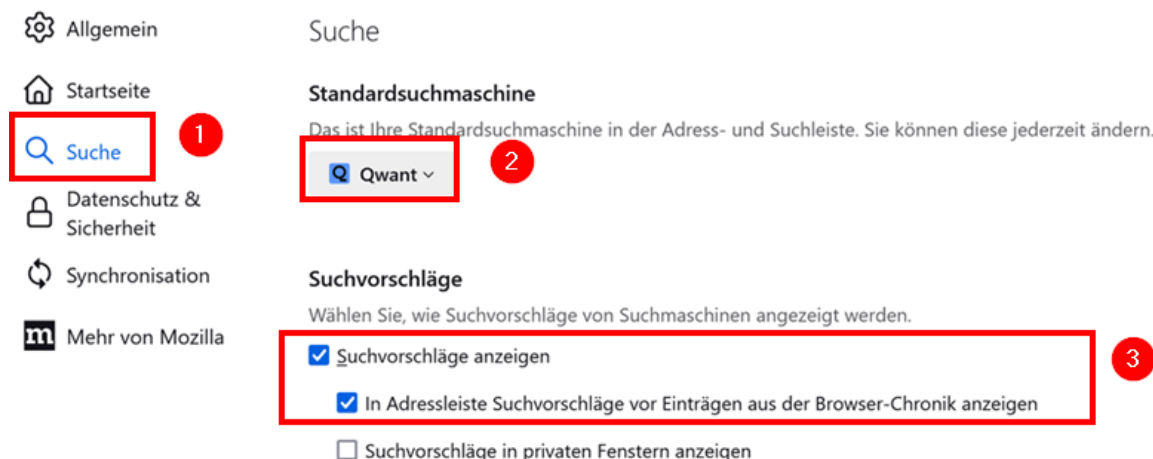 Allgemein
Startseite
Suche
1
Datenschutz &
Sicherheit
Synchronisation
m
Mehr von Mozilla
Suche
Standardsuchmaschine
Das ist Ihre Standardsuchmaschine in der Adress- und Suchleiste. Sie können diese jederzeit ändern.
Q Qwant
2
Suchvorschläge
Wählen Sie, wie Suchvorschläge von Suchmaschinen angezeigt werden.
Suchvorschläge anzeigen
3
In Adressleiste Suchvorschläge vor Einträgen aus der Browser-Chronik anzeigen
Suchvorschläge in privaten Fenstern anzeigen